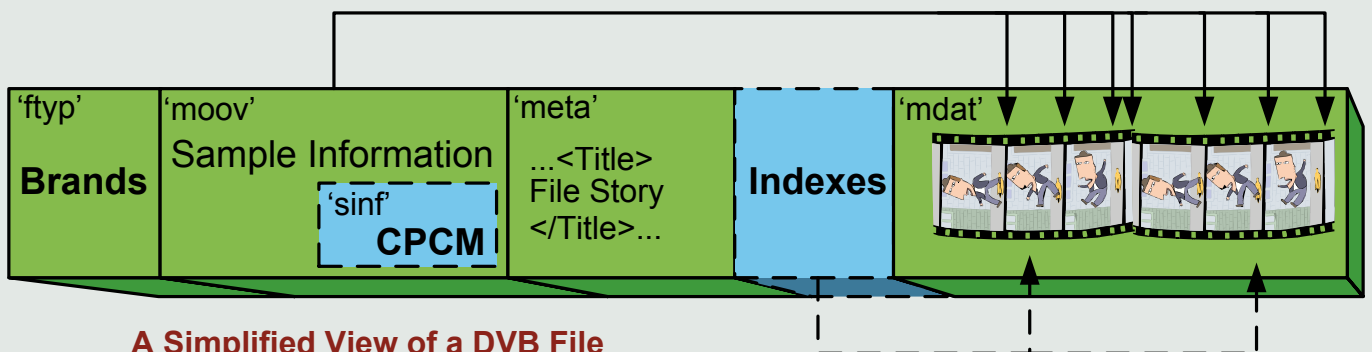 ‘ftyp’
Brands
‘moov’
Sample Information
‘sinf’
CPCM
‘meta’
...<Title>
File Story
</Title>...
Indexes
‘mdat’
A Simplified View of a DVB File